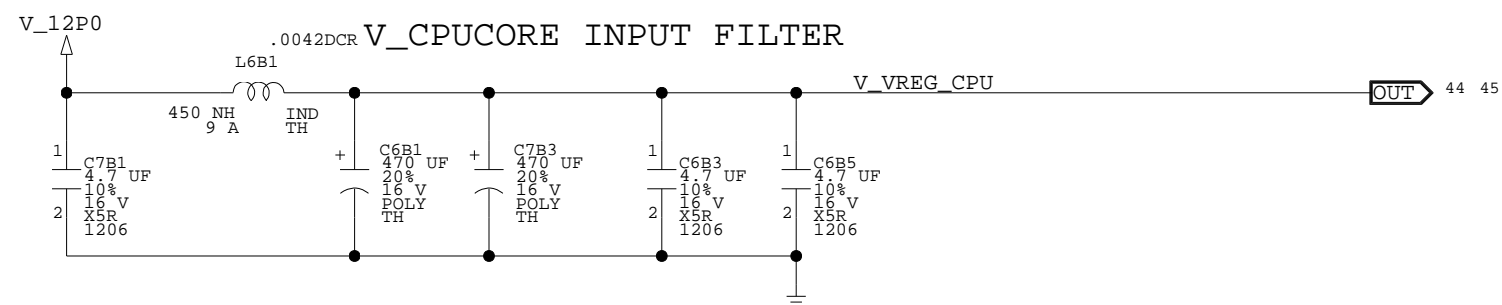 V_12P0
.0042DCR
V_CPUCORE INPUT FILTER
L6B1
V_VREG_CPU
OUT
44 45
450 NH
9 A
IND
TH
1
2
C7B1
4.7 UF
10%
16 V
X5R
1206
+
C6B1
470 UF
20%
16 V
POLY
TH
+
C7B3
470 UF
20%
16 V
POLY
TH
1
2
C6B3
4.7 UF
10%
16 V
X5R
1206
1
2
C6B5
4.7 UF
10%
16 V
X5R
1206